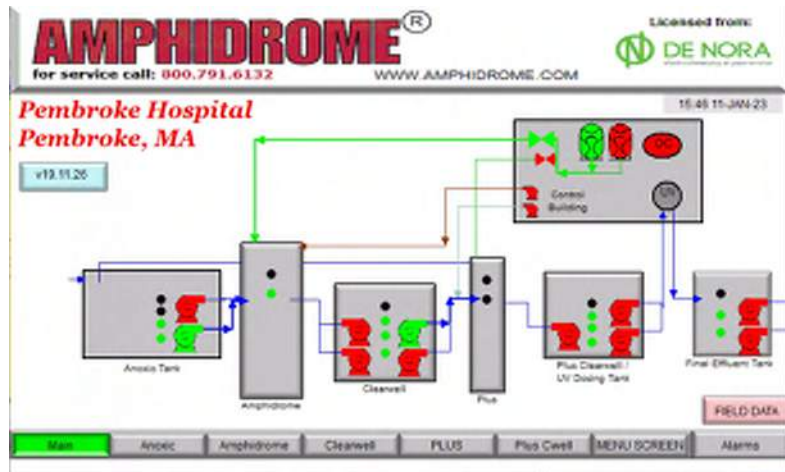 AMPHIDROME®
Licensed from:
DE NORA
for service call: 800.791.6132
WWW.AMPHIDROME.COM
Pembroke Hospital
Pembroke, MA
15:46 11-JAN-23
v19.11.26
OC
Control
Building
UV
Anoxic Tank
Amphidrome
Clearwell
Plus
Plus Clearwell /
UV Dosing Tank
Final Effluent Tank
FIELD DATA
Main
Anoxic
Amphidrome
Clearwell
PLUS
Plus Cwell
MENU SCREEN
Alarms